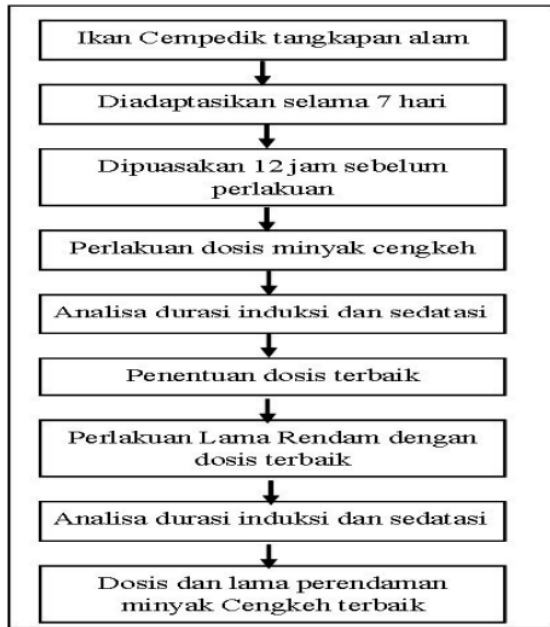 Ikan Cempedik tangkapan alam
Diadaptasikan selama 7 hari
Dipuasakan 12 jam sebelum
perlakuan
Perlakuan dosis minyak cengkeh
Analisa durasi induksi dan sedatasi
Penentuan dosis terbaik
Perlakuan Lama Rendam dengan
dosis terbaik
Analisa durasi induksi dan sedatasi
Dosis dan lama perendaman
minyak Cengkeh terbaik